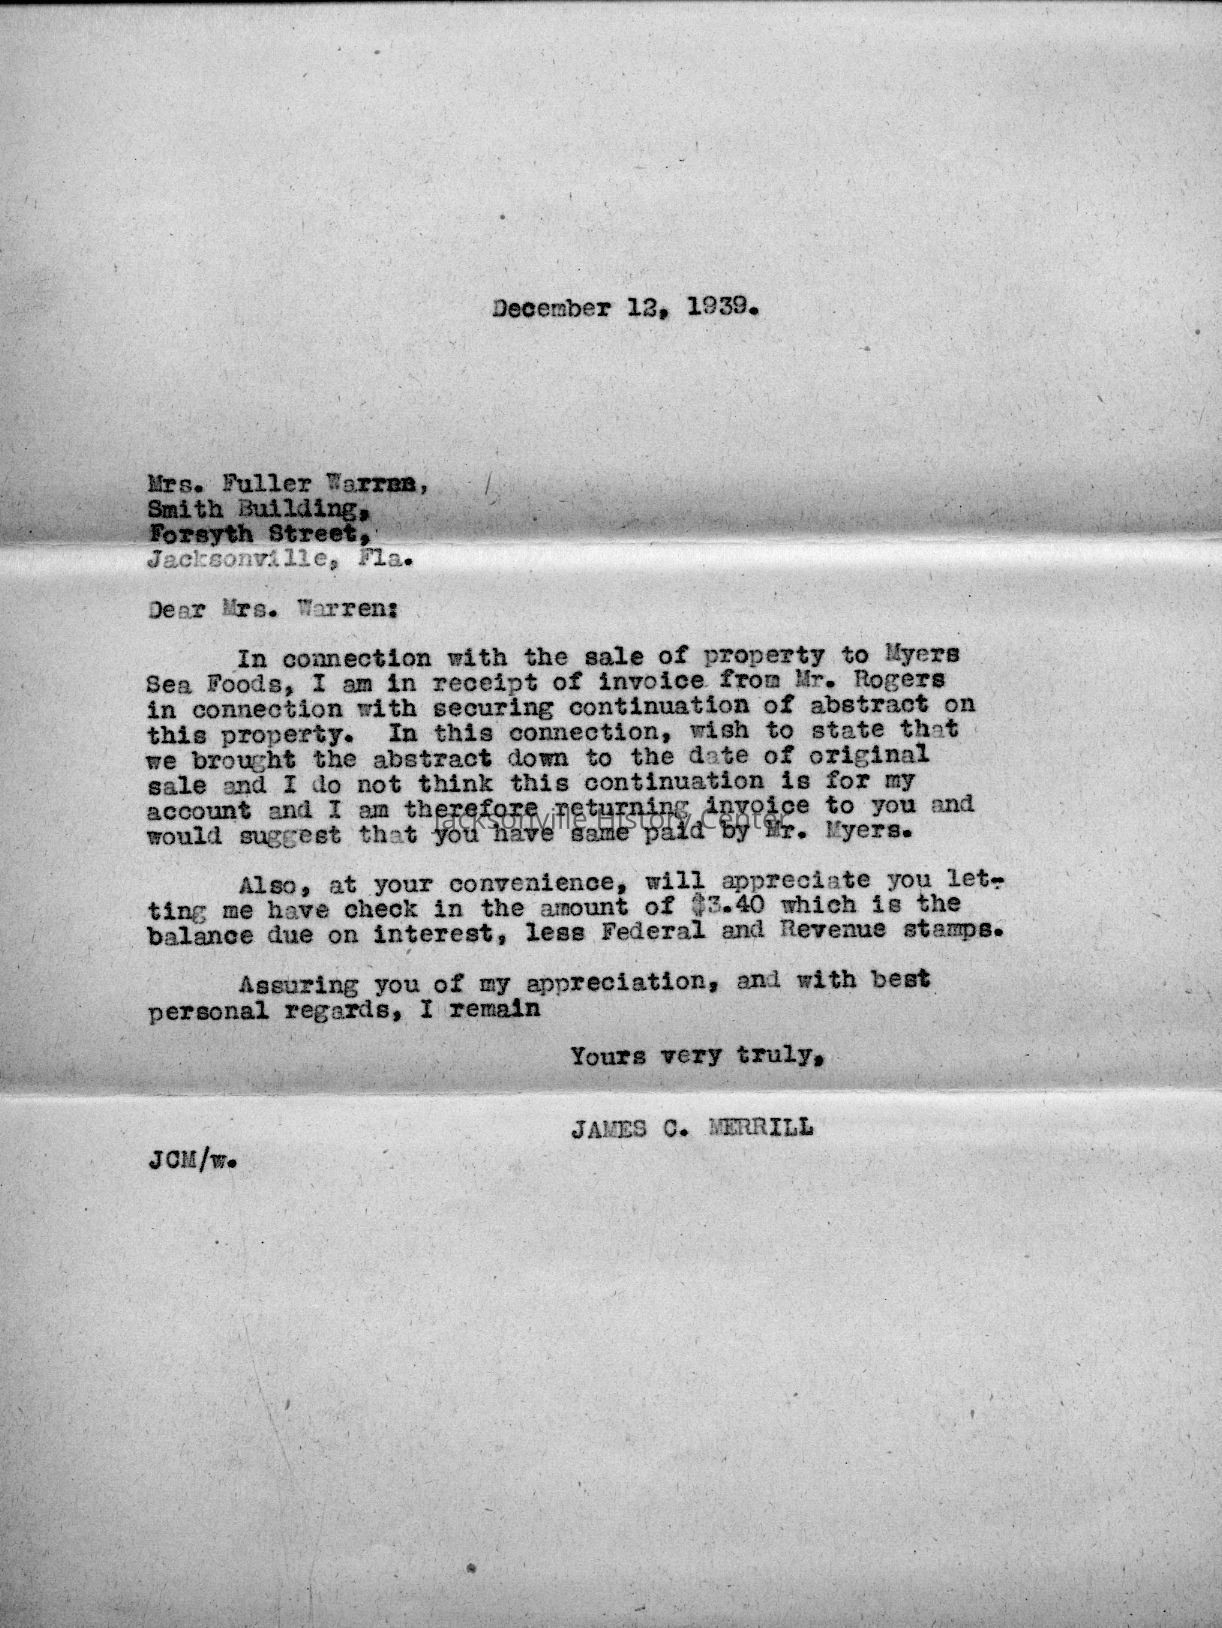 December 12, 1939.
Mrs. Fuller Warren,
Smith Building,
Forsyth Street,
Jacksonville, Fla.
Dear Mrs. Warren:
In connection with the sale of property to Myers
Sea Foods, I am in receipt of invoice from Mr. Rogers
in connection with securing continuation of abstract on
this property. In this connection, wish to state that
we brought the abstract down to the date of original
sale and I do not think this continuation is for my
account and I am therefore returning invoice to you and
Jacksonville History Center
would suggest that you have same paid by Mr. Myers.
Also, at your convenience, will appreciate you let-
ting me have check in the amount of $3.40 which is the
balance due on interest, less Federal and Revenue stamps.
Assuring you of my appreciation, and with best
personal regards, I remain
Yours very truly,
JAMES C. MERRILL
JCM/w.